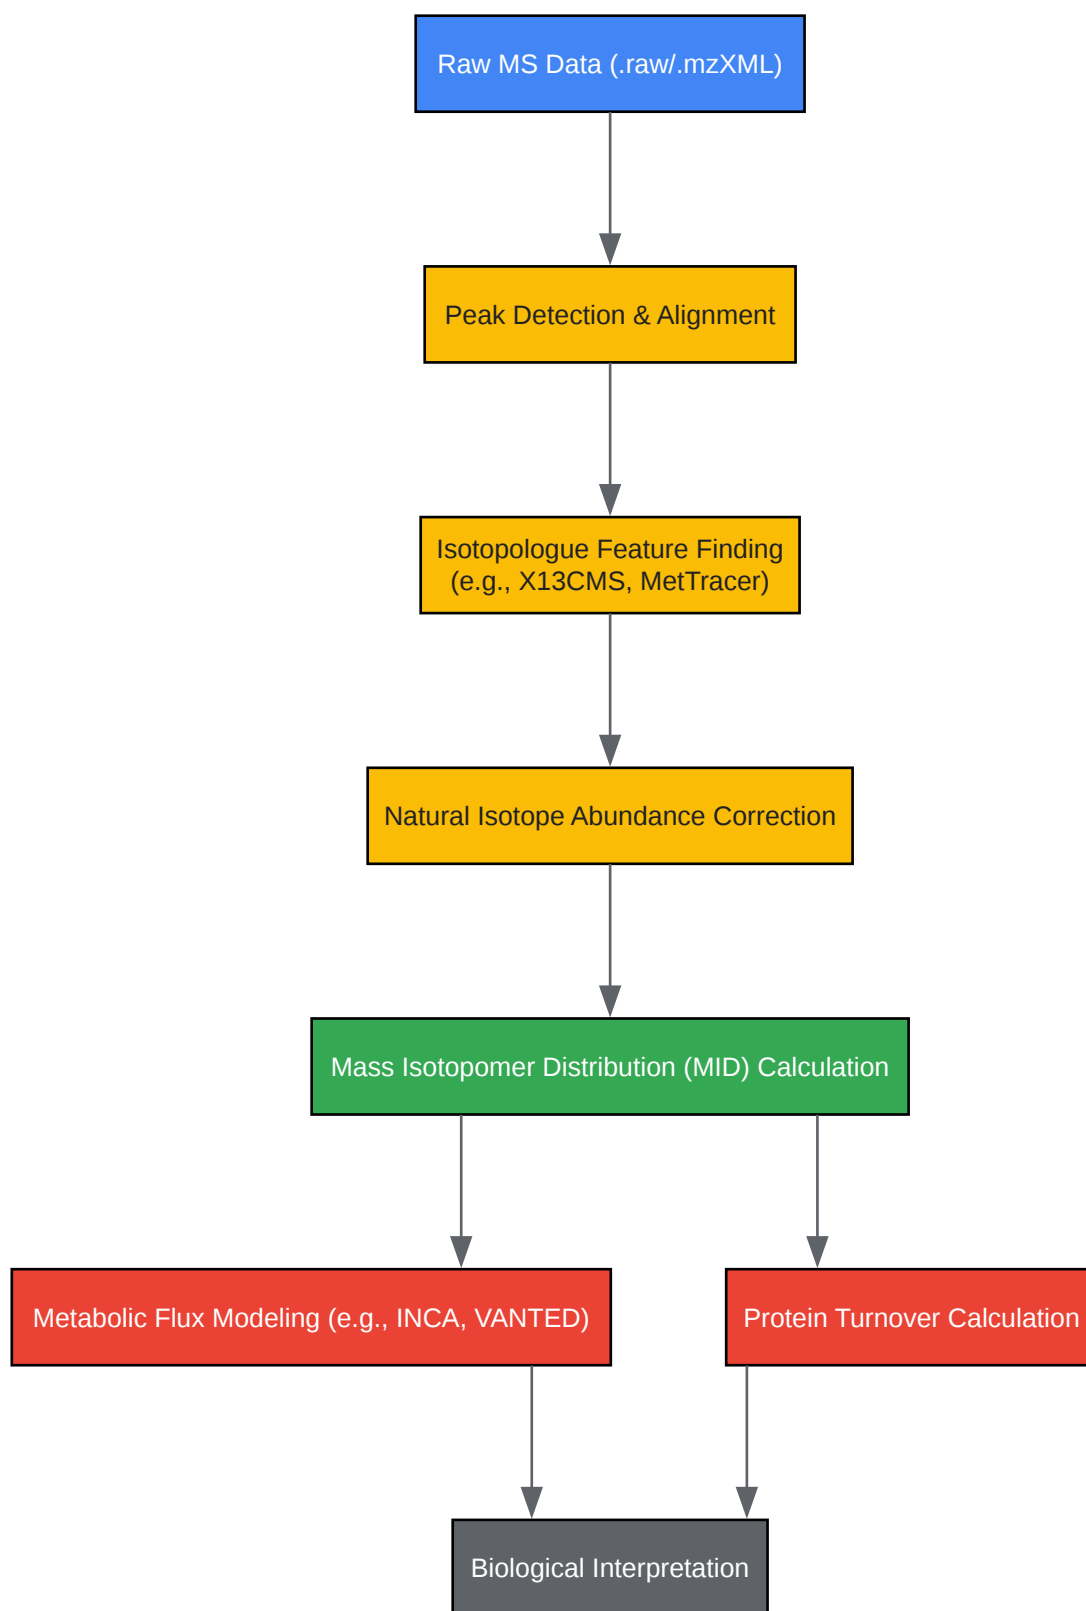 Raw MS Data (.raw/.mzXML)
Peak Detection & Alignment
Isotopologue Feature Finding
(e.g., X13CMS, MetTracer)
Natural Isotope Abundance Correction
Mass Isotopomer Distribution (MID) Calculation
Metabolic Flux Modeling (e.g., INCA, VANTED)
Protein Turnover Calculation
Biological Interpretation